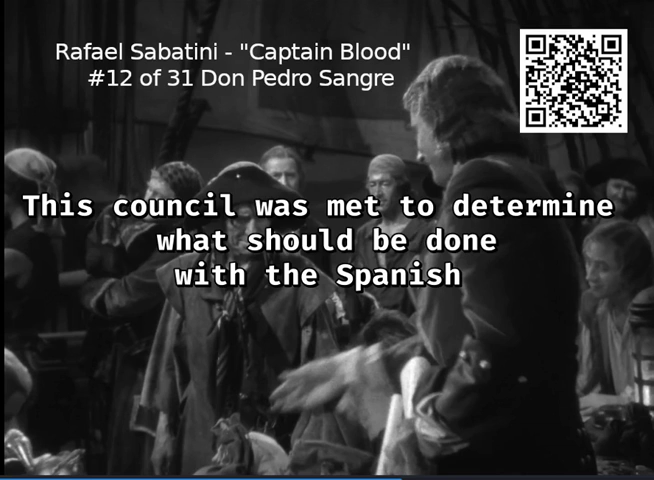 Rafael Sabatini - "Captain Blood"
#12 of 31 Don Pedro Sangre
This council was met to determine
what should be done
with the Spanish